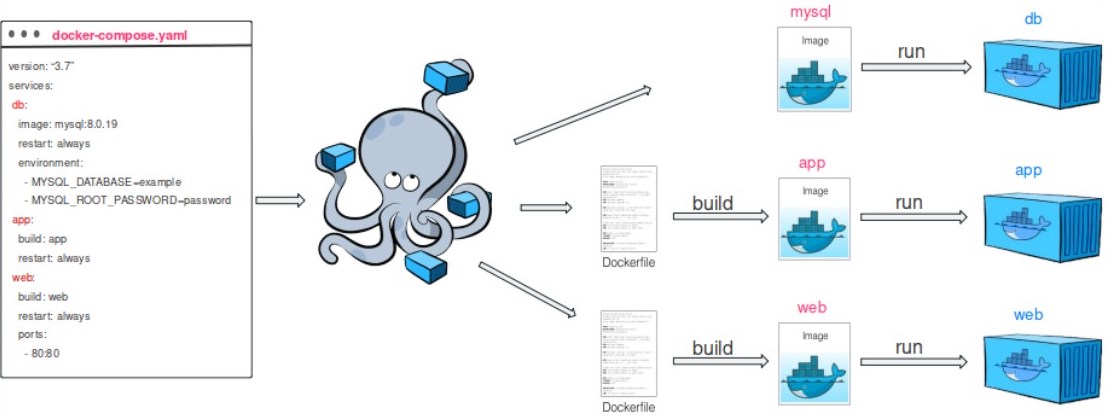 docker-compose.yaml
version: “3.7”
services:
db:
image: mysql:8.0.19
restart: always
environment:
- MYSQL_DATABASE=example
- MYSQL_ROOT_PASSWORD=password
app:
build: app
restart: always
web:
build: web
restart: always
ports:
- 80:80
mysql
Image
run
db
Dockerfile
build
app
Image
run
app
Dockerfile
build
web
Image
run
web